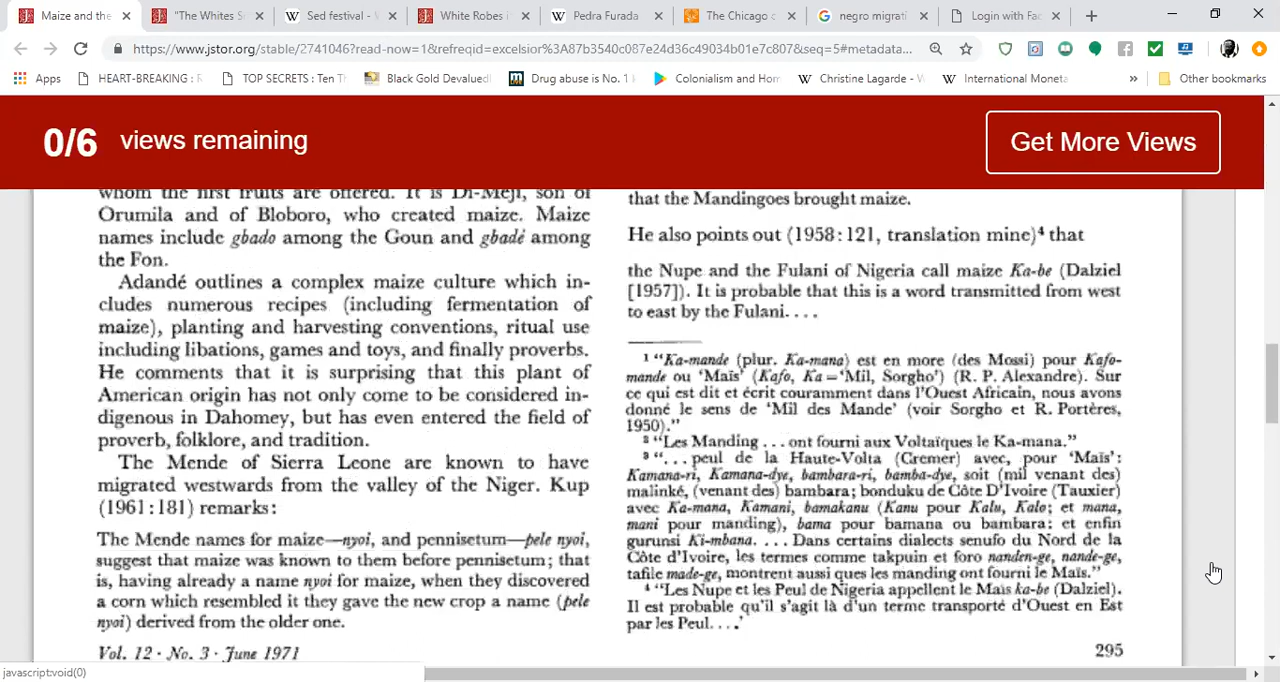 Maize and the
"The Whites Si
Sed festival - 
White Robes i
Pedra Furada
The Chicago c
negro migrati
Login with Fac
https://www.jstor.org/stable/2741046?read-now=1&refreqid=excelsior%3A87b3540c087e24d36c49034b01e7c807&seq=5#metadata...
Apps
HEART-BREAKING : R
TOP SECRETS : Ten Th
Black Gold Devalued
Drug abuse is No. 1
Colonialism and Hom
Christine Lagarde - W
International Moneta
»
Other bookmarks
0/6 views remaining
Get More Views
whom the first fruits are offered. It is Di-Meji, son of
Orumila and of Bloboro, who created maize. Maize
names include gbado among the Goun and gbadé among
the Fon.
Adandé outlines a complex maize culture which in-
cludes numerous recipes (including fermentation of
maize), planting and harvesting conventions, ritual use
including libations, games and toys, and finally proverbs.
He comments that it is surprising that this plant of
American origin has not only come to be considered in-
digenous in Dahomey, but has even entered the field of
proverb, folklore, and tradition.
The Mende of Sierra Leone are known to have
migrated westwards from the valley of the Niger. Kup
(1961:181) remarks:
The Mende names for maize—nyoi, and pennisetum—pele nyoi,
suggest that maize was known to them before pennisetum; that
is, having already a name nyoi for maize, when they discovered
a corn which resembled it they gave the new crop a name (pele
nyoi) derived from the older one.
Vol. 12 · No. 3 · June 1971
that the Mandingoes brought maize.
He also points out (1958:121, translation mine)⁴ that
the Nupe and the Fulani of Nigeria call maize Ka-be (Dalziel
[1957]). It is probable that this is a word transmitted from west
to east by the Fulani. . . .
¹ "Ka-mande (plur. Ka-mana) est en more (des Mossi) pour Kafo-
mande ou 'Maïs' (Kafo, Ka='Mil, Sorgho') (R. P. Alexandre). Sur
ce qui est dit et écrit couramment dans l'Ouest Africain, nous avons
donné le sens de 'Mil des Mande' (voir Sorgho et R. Portères,
1950)."
² "Les Manding . . . ont fourni aux Voltaïques le Ka-mana."
³ ". . . peul de la Haute-Volta (Cremer) avec, pour 'Maïs':
Kamana-ri, Kamana-dye, bambara-ri, bamba-dye, soit (mil venant des)
malinké, (venant des) bambara; bonduku de Côte D'Ivoire (Tauxier)
avec Ka-mana, Kamani, bamakanu (Kanu pour Kalu, Kalo; et mana,
mani pour manding), bama pour bamana ou bambara; et enfin
gurunsi Ki-mbana. . . . Dans certains dialects senufo du Nord de la
Côte d'Ivoire, les termes comme takpuin et foro nanden-ge, nande-ge,
tafile made-ge, montrent aussi ques les manding ont fourni le Maïs."
⁴ "Les Nupe et les Peul de Nigeria appellent le Maïs ka-be (Dalziel).
Il est probable qu'il s'agit là d'un terme transporté d'Ouest en Est
par les Peul. . . .'
295
javascript:void(0)